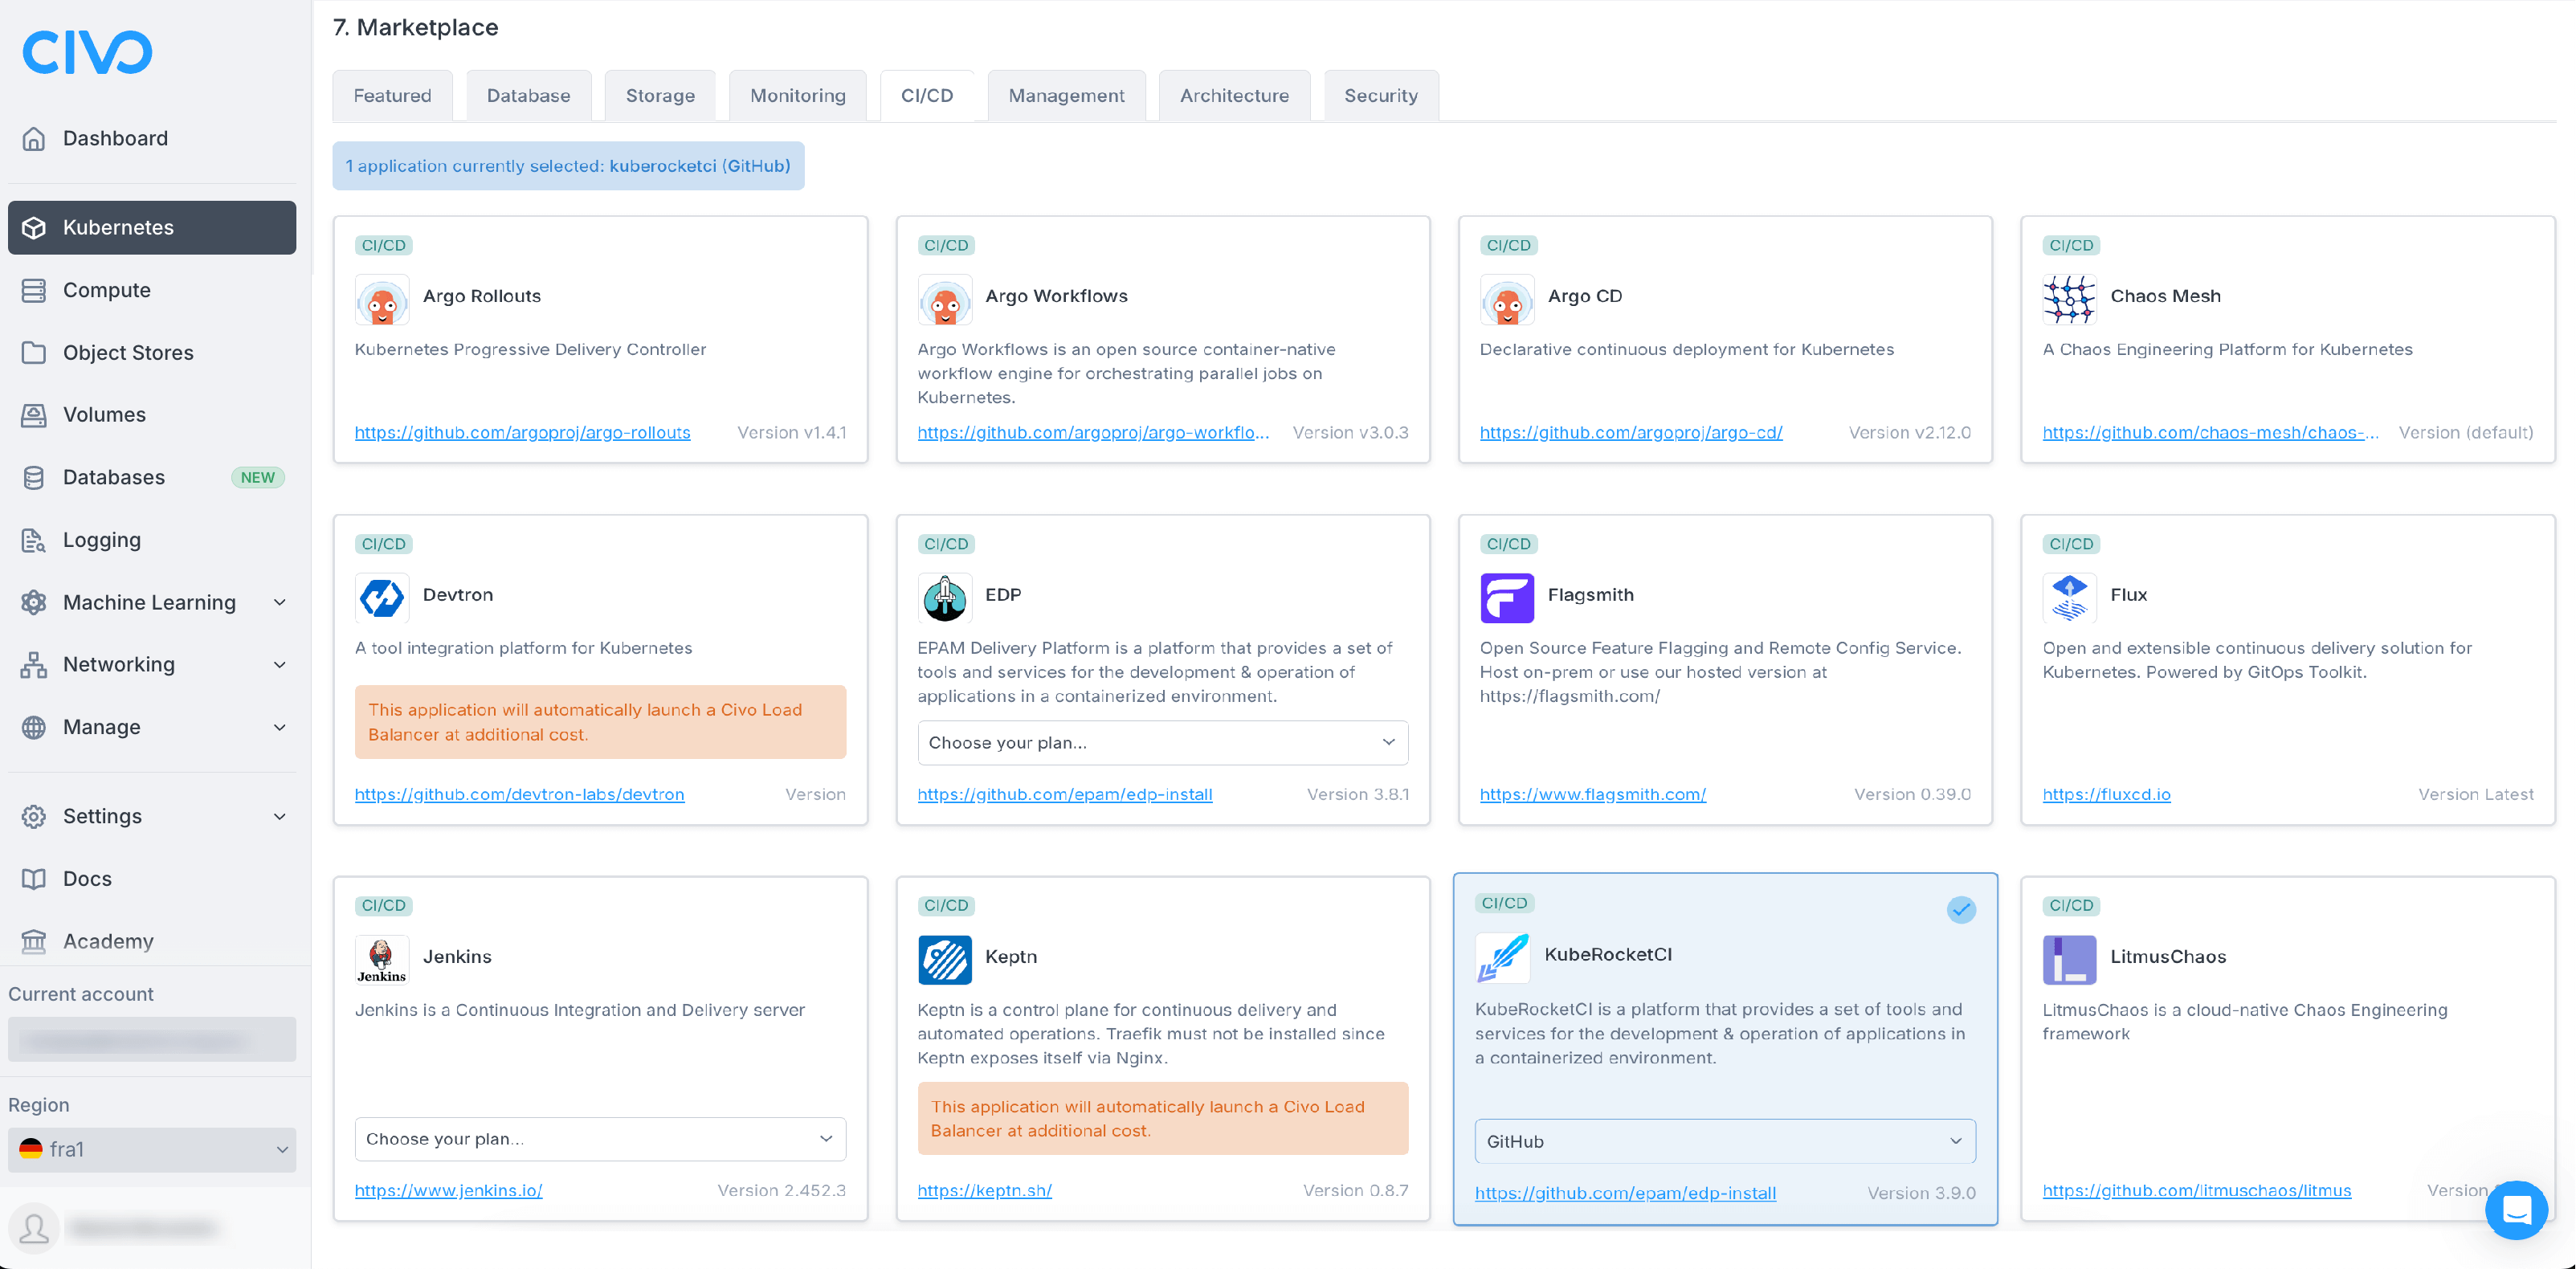 CIVO
Dashboard
Kubernetes
Compute
Object Stores
Volumes
Databases NEW
Logging
Machine Learning
Networking
Manage
Settings
Docs
Academy
Current account
Region
fra1
7. Marketplace
Featured Database Storage Monitoring CI/CD Management Architecture Security
1 application currently selected: kuberocketci (GitHub)
CI/CD
Argo Rollouts
Kubernetes Progressive Delivery Controller
https://github.com/argoproj/argo-rollouts Version v1.4.1
CI/CD
Argo Workflows
Argo Workflows is an open source container-native
workflow engine for orchestrating parallel jobs on
Kubernetes.
https://github.com/argoproj/argo-workflo... Version v3.0.3
CI/CD
Argo CD
Declarative continuous deployment for Kubernetes
https://github.com/argoproj/argo-cd/ Version v2.12.0
CI/CD
Chaos Mesh
A Chaos Engineering Platform for Kubernetes
https://github.com/chaos-mesh/chaos-... Version (default)
CI/CD
Devtron
A tool integration platform for Kubernetes
This application will automatically launch a Civo Load
Balancer at additional cost.
https://github.com/devtron-labs/devtron Version
CI/CD
EDP
EPAM Delivery Platform is a platform that provides a set of
tools and services for the development & operation of
applications in a containerized environment.
Choose your plan...
https://github.com/epam/edp-install Version 3.8.1
CI/CD
Flagsmith
Open Source Feature Flagging and Remote Config Service.
Host on-prem or use our hosted version at
https://flagsmith.com/
https://www.flagsmith.com/ Version 0.39.0
CI/CD
Flux
Open and extensible continuous delivery solution for
Kubernetes. Powered by GitOps Toolkit.
https://fluxcd.io Version Latest
CI/CD
Jenkins
Jenkins
Jenkins is a Continuous Integration and Delivery server
Choose your plan...
https://www.jenkins.io/ Version 2.452.3
CI/CD
Keptn
Keptn is a control plane for continuous delivery and
automated operations. Traefik must not be installed since
Keptn exposes itself via Nginx.
This application will automatically launch a Civo Load
Balancer at additional cost.
https://keptn.sh/ Version 0.8.7
CI/CD
KubeRocketCI
KubeRocketCI is a platform that provides a set of tools and
services for the development & operation of applications in
a containerized environment.
GitHub
https://github.com/epam/edp-install Version 3.9.0
CI/CD
LitmusChaos
LitmusChaos is a cloud-native Chaos Engineering
framework
https://github.com/litmuschaos/litmus Version